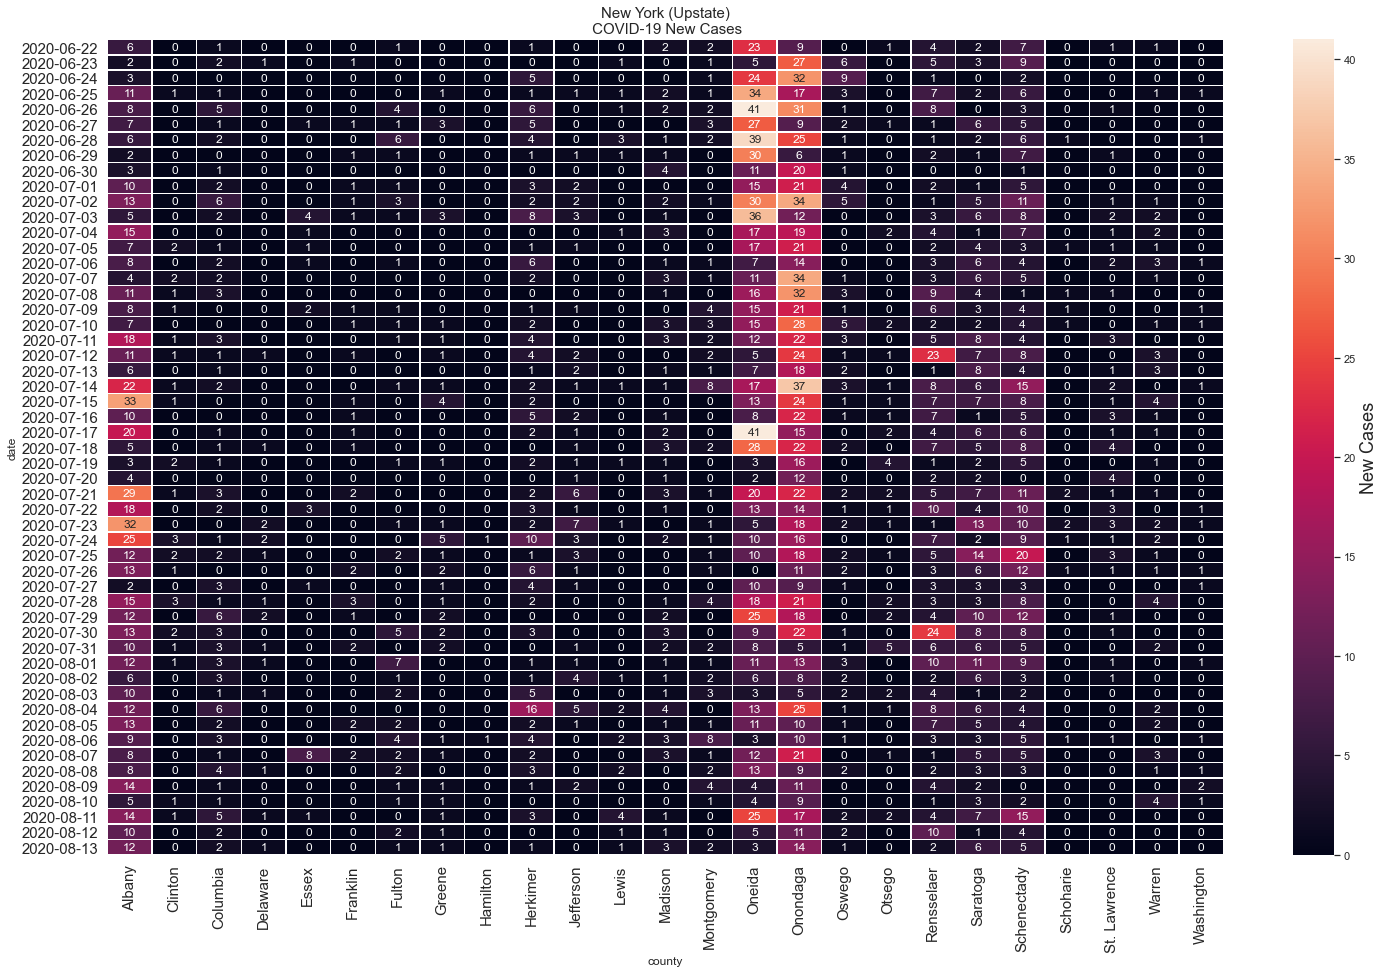 New York (Upstate)
COVID-19 New Cases
2020-06-22 6 0 1 0 0 0 1 0 0 1 0 0 2 2 23 9 0 1 4 2 7 0 1 1 0
2020-06-23 2 0 2 1 0 1 0 0 0 0 0 1 0 1 5 27 6 0 5 3 9 0 0 0 0
2020-06-24 3 0 0 0 0 0 0 0 0 5 0 0 0 1 24 32 9 0 1 0 2 0 0 0 0
2020-06-25 11 0 1 1 0 0 0 1 0 1 1 1 2 1 34 17 3 0 7 2 6 0 0 1 1
2020-06-26 8 0 5 0 0 0 4 0 0 6 0 1 2 2 41 31 1 0 8 0 3 0 1 0 0
2020-06-27 7 0 1 0 1 1 1 3 0 5 0 0 0 3 27 9 2 1 1 6 5 0 0 0 0
2020-06-28 6 0 2 0 0 0 6 0 0 4 0 3 1 2 39 25 1 0 1 2 6 1 0 0 1
2020-06-29 2 0 0 0 0 1 1 0 0 1 1 1 1 0 30 6 1 0 2 1 7 0 1 0 0
2020-06-30 3 0 1 0 0 0 0 0 0 0 0 0 4 0 11 20 1 0 0 0 1 0 0 0 0
2020-07-01 10 0 2 0 0 1 1 0 0 3 2 0 0 0 15 21 4 0 2 1 5 0 0 0 0
2020-07-02 13 0 6 0 0 1 3 0 0 2 2 0 2 1 30 34 5 0 1 5 11 0 1 1 0
2020-07-03 5 0 2 0 4 1 1 3 0 8 3 0 1 0 36 12 0 0 3 6 8 0 2 2 0
2020-07-04 15 0 0 0 1 0 0 0 0 0 0 1 3 0 17 19 0 2 4 1 7 0 1 2 0
2020-07-05 7 2 1 0 1 0 0 0 0 1 1 0 0 0 17 21 0 0 2 4 3 1 1 1 0
2020-07-06 8 0 2 0 1 0 1 0 0 6 0 0 1 1 7 14 0 0 3 6 4 0 2 3 1
2020-07-07 4 2 2 0 0 0 0 0 0 2 0 0 3 1 11 34 1 0 3 6 5 0 0 1 0
2020-07-08 11 1 3 0 0 0 0 0 0 0 0 0 1 0 16 32 3 0 9 4 1 1 1 0 0
2020-07-09 8 1 0 0 2 1 1 0 0 1 1 0 0 4 15 21 1 0 6 3 4 1 0 0 1
2020-07-10 7 0 0 0 0 1 1 1 0 2 0 0 3 3 15 28 5 2 2 2 4 1 0 1 1
2020-07-11 18 1 3 0 0 0 1 1 0 4 0 0 3 2 12 22 3 0 5 8 4 0 3 0 0
2020-07-12 11 1 1 1 0 1 0 1 0 4 2 0 0 2 5 24 1 1 23 7 8 0 0 3 0
2020-07-13 6 0 1 0 0 0 0 0 0 1 2 0 1 1 7 18 2 0 1 8 4 0 1 3 0
2020-07-14 22 1 2 0 0 0 1 1 0 2 1 1 1 8 17 37 3 1 8 6 15 0 2 0 1
2020-07-15 33 1 0 0 0 1 0 4 0 2 0 0 0 0 13 24 1 1 7 7 8 0 1 4 0
2020-07-16 10 0 0 0 0 1 0 0 0 5 2 0 1 0 8 22 1 1 7 1 5 0 3 1 0
2020-07-17 20 0 1 0 0 1 0 0 0 2 1 0 2 0 41 15 0 2 4 6 6 0 1 1 0
2020-07-18 5 0 1 1 0 1 0 0 0 1 0 0 3 2 28 22 2 0 7 5 8 0 4 0 0
2020-07-19 3 2 1 0 0 0 1 1 0 2 1 1 1 0 3 16 0 4 1 2 5 0 0 1 0
2020-07-20 4 0 0 0 0 0 0 0 0 0 1 0 1 0 2 12 0 0 2 2 0 0 4 0 0
2020-07-21 29 1 3 0 0 2 0 0 0 2 6 0 3 1 20 22 2 2 5 7 11 2 1 1 0
2020-07-22 18 0 2 0 3 0 0 0 0 3 1 0 1 0 13 14 1 1 10 4 10 0 3 0 1
2020-07-23 32 0 0 2 0 0 1 1 0 2 7 1 0 1 5 18 2 1 1 13 10 2 3 2 1
2020-07-24 25 3 1 2 0 0 0 5 1 10 3 0 2 1 10 16 0 0 7 2 9 1 1 2 0
2020-07-25 12 2 2 1 0 0 2 1 0 1 3 0 0 1 10 18 2 1 5 14 20 0 3 1 0
2020-07-26 13 1 0 0 0 2 0 2 0 6 1 0 0 1 0 11 2 0 3 6 12 1 1 1 1
2020-07-27 2 0 3 0 1 0 0 1 0 4 1 0 0 0 10 9 1 0 3 3 3 0 0 0 1
2020-07-28 15 3 1 1 0 3 0 1 0 2 0 0 1 4 18 21 0 2 3 3 8 0 0 4 0
2020-07-29 12 0 6 2 0 1 0 2 0 0 0 0 2 0 25 18 0 2 4 10 12 0 1 0 0
2020-07-30 13 2 3 0 0 0 5 2 0 3 0 0 3 0 9 22 1 0 24 8 8 0 1 0 0
2020-07-31 10 1 3 1 0 2 0 2 0 0 1 0 2 2 8 5 1 5 6 6 5 0 0 2 0
2020-08-01 12 1 3 1 0 0 7 0 0 1 1 0 1 1 11 13 3 0 10 11 9 0 1 0 1
2020-08-02 6 0 3 0 0 0 0 0 0 1 4 1 1 2 6 8 2 0 2 6 3 0 1 0 0
2020-08-03 10 0 1 1 0 0 2 0 0 5 0 0 1 3 3 5 2 2 4 1 2 0 0 0 0
2020-08-04 12 0 6 0 0 0 0 0 0 16 5 2 4 0 13 25 1 1 8 6 4 0 0 2 0
2020-08-05 13 0 2 0 0 2 2 0 0 2 1 0 1 1 11 10 1 0 7 5 4 0 0 2 0
2020-08-06 9 0 3 0 0 0 4 1 1 4 0 2 3 8 3 10 1 0 3 3 5 1 1 0 1
2020-08-07 8 0 1 0 8 2 2 1 0 2 0 0 3 1 12 21 0 1 1 5 5 0 0 3 0
2020-08-08 8 0 4 1 0 0 2 0 0 3 0 2 0 2 13 9 2 0 2 3 3 0 0 1 1
2020-08-09 14 0 1 0 0 0 1 1 0 1 2 0 0 4 4 11 0 0 4 2 0 0 0 0 2
2020-08-10 5 1 1 0 0 0 1 1 0 0 0 0 0 1 4 9 0 0 1 3 2 0 0 4 1
2020-08-11 14 1 5 1 1 0 0 1 0 3 0 4 1 0 25 17 2 2 4 7 15 0 0 0 0
2020-08-12 10 0 2 0 0 0 2 1 0 0 0 1 1 0 5 11 2 0 10 1 4 0 0 0 0
2020-08-13 12 0 2 1 0 0 1 1 0 1 0 1 3 2 3 14 1 0 2 6 5 0 0 0 0
date
Albany Clinton Columbia Delaware Essex Franklin Fulton Greene Hamilton Herkimer Jefferson Lewis Madison Montgomery Oneida Onondaga Oswego Otsego Rensselaer Saratoga Schenectady Schoharie St. Lawrence Warren Washington
county
40
35
30
25
20
15
10
5
0
New Cases